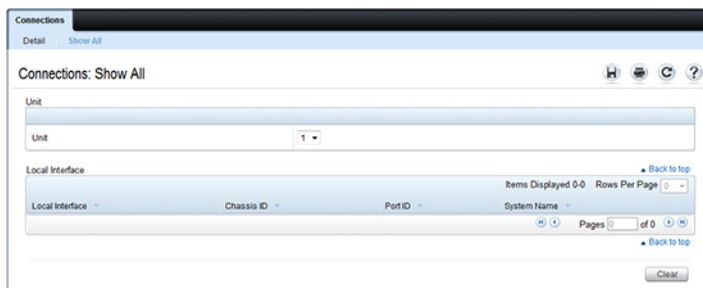 Connections
Detail Show All
Connections: Show All
?
Unit
Unit 1
Local Interface Back to top
Items Displayed 0-0 Rows Per Page 0
Local Interface Chassis ID Port ID System Name
Pages 0 of 0
Back to top
Clear